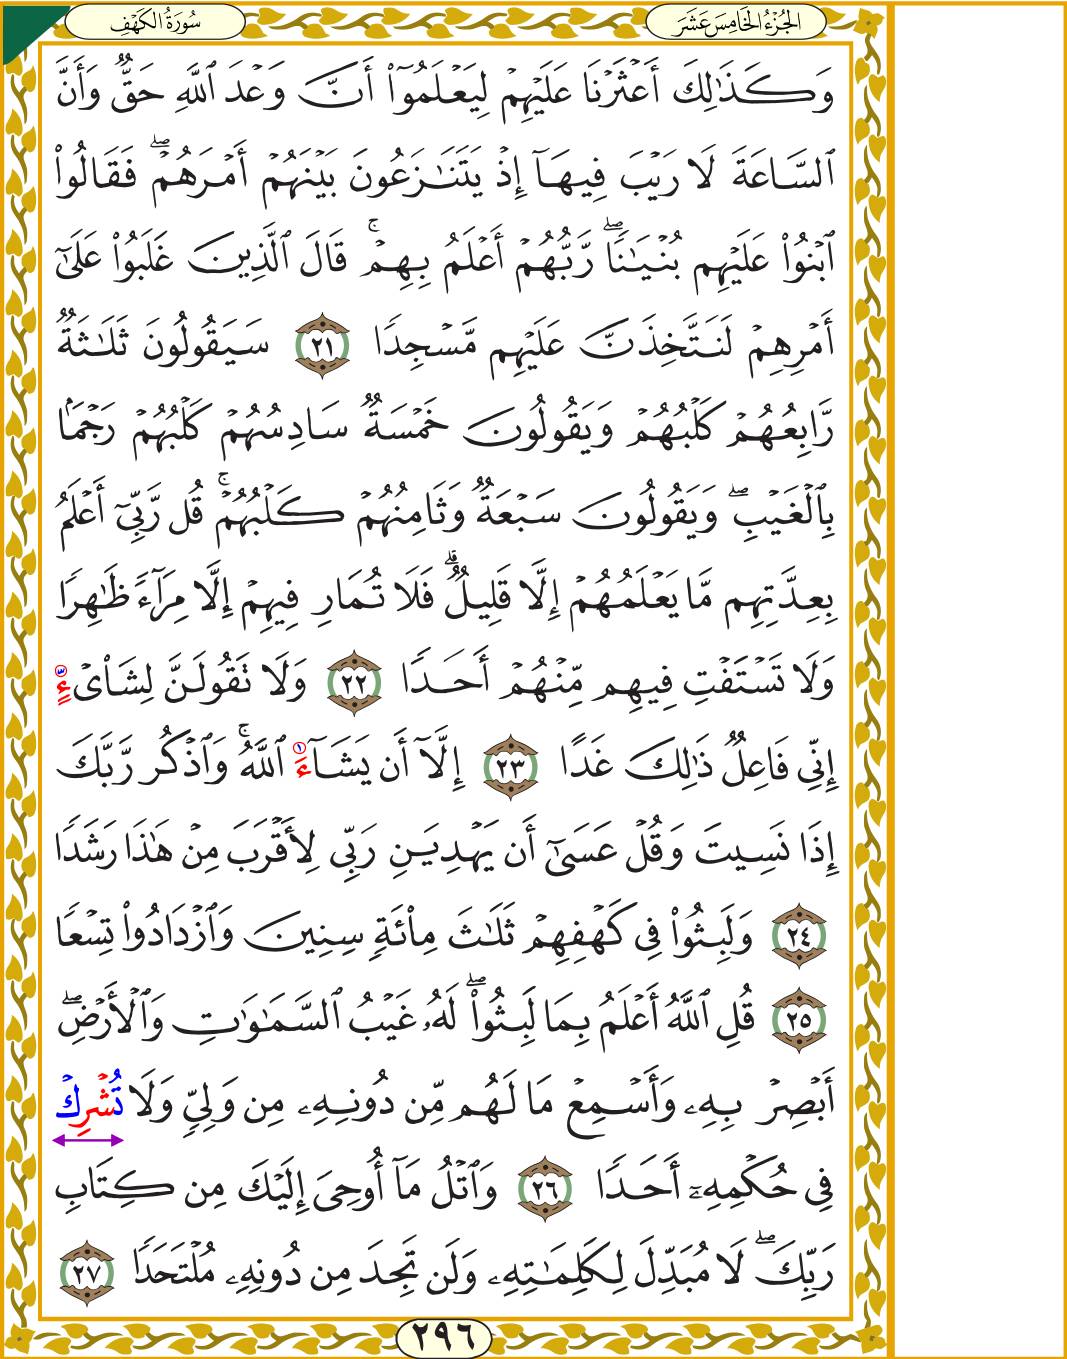 الجُزْءُ الخَامِسَ عَشَرَ
سُورَةُ الكَهْفِ
وَكَذَٰلِكَ أَعْثَرْنَا عَلَيْهِمْ لِيَعْلَمُوٓا۟ أَنَّ وَعْدَ ٱللَّهِ حَقٌّ وَأَنَّ
ٱلسَّاعَةَ لَا رَيْبَ فِيهَآ إِذْ يَتَنَٰزَعُونَ بَيْنَهُمْ أَمْرَهُمْ ۖ فَقَالُوا۟
ٱبْنُوا۟ عَلَيْهِم بُنْيَٰنًا ۖ رَّبُّهُمْ أَعْلَمُ بِهِمْ ۚ قَالَ ٱلَّذِينَ غَلَبُوا۟ عَلَىٰٓ
أَمْرِهِمْ لَنَتَّخِذَنَّ عَلَيْهِم مَّسْجِدًا ٢١ سَيَقُولُونَ ثَلَٰثَةٌ
رَّابِعُهُمْ كَلْبُهُمْ وَيَقُولُونَ خَمْسَةٌ سَادِسُهُمْ كَلْبُهُمْ رَجْمًۢا
بِٱلْغَيْبِ ۖ وَيَقُولُونَ سَبْعَةٌ وَثَامِنُهُمْ كَلْبُهُمْ ۚ قُل رَّبِّىٓ أَعْلَمُ
بِعِدَّتِهِم مَّا يَعْلَمُهُمْ إِلَّا قَلِيلٌ ۗ فَلَا تُمَارِ فِيهِمْ إِلَّا مِرَآءً ظَٰهِرًا
وَلَا تَسْتَفْتِ فِيهِم مِّنْهُمْ أَحَدًا ٢٢ وَلَا تَقُولَنَّ لِشَا۟ىْءٍ
إِنِّى فَاعِلٌ ذَٰلِكَ غَدًا ٢٣ إِلَّآ أَن يَشَآءَ ٱللَّهُ ۚ وَٱذْكُر رَّبَّكَ
إِذَا نَسِيتَ وَقُلْ عَسَىٰٓ أَن يَهْدِيَنِ رَبِّى لِأَقْرَبَ مِنْ هَٰذَا رَشَدًا
٢٤ وَلَبِثُوا۟ فِى كَهْفِهِمْ ثَلَٰثَ مِا۟ئَةٍ سِنِينَ وَٱزْدَادُوا۟ تِسْعًا
٢٥ قُلِ ٱللَّهُ أَعْلَمُ بِمَا لَبِثُوا۟ ۖ لَهُۥ غَيْبُ ٱلسَّمَٰوَٰتِ وَٱلْأَرْضِ ۖ
أَبْصِرْ بِهِۦ وَأَسْمِعْ مَا لَهُم مِّن دُونِهِۦ مِن وَلِىٍّ وَلَا تُشْرِكْ
فِى حُكْمِهِۦٓ أَحَدًا ٢٦ وَٱتْلُ مَآ أُوحِىَ إِلَيْكَ مِن كِتَابِ
رَبِّكَ ۖ لَا مُبَدِّلَ لِكَلِمَٰتِهِۦ وَلَن تَجِدَ مِن دُونِهِۦ مُلْتَحَدًا ٢٧
٢٩٦